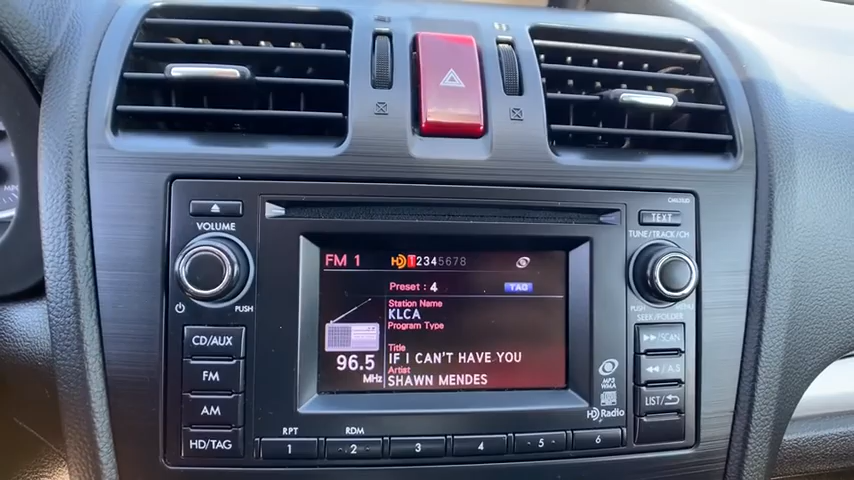 MPH
VOLUME
TEXT
TUNE/TRACK/CH
PUSH
PUSH
SEEK/FOLDER
FM 1
HD 12345678
Preset : 4
TAG
Station Name
KLCA
Program Type
Title
IF I CAN'T HAVE YOU
96.5
MHz
Artist
SHAWN MENDES
CD/AUX
FM
AM
HD/TAG
▶▶/SCAN
◀◀/A.S
LIST/
MP3
WMA
HD Radio
RPT
RDM
1
2
3
4
5
6